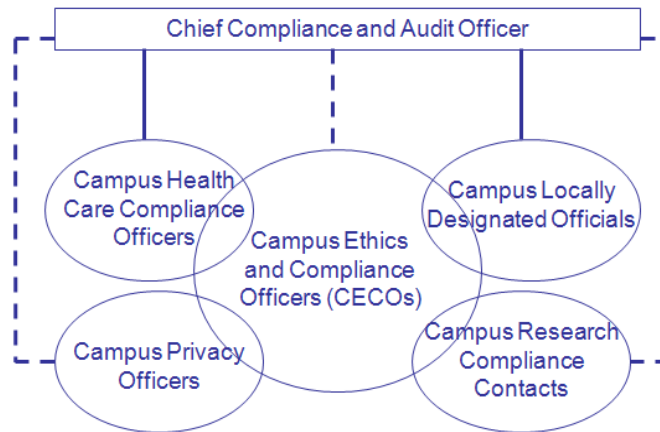 Chief Compliance and Audit Officer
Campus Health
Care Compliance
Officers
Campus Ethics
and Compliance
Officers (CECOs)
Campus Locally
Designated Officials
Campus Privacy
Officers
Campus Research
Compliance
Contacts